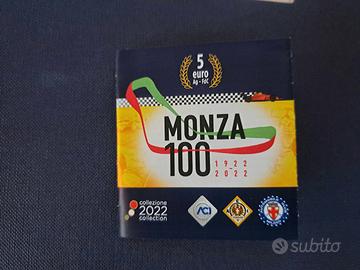 5
euro
Ag - FdC
MONZA
100
1922
2022
collezione
2022
collection
ACI
subito